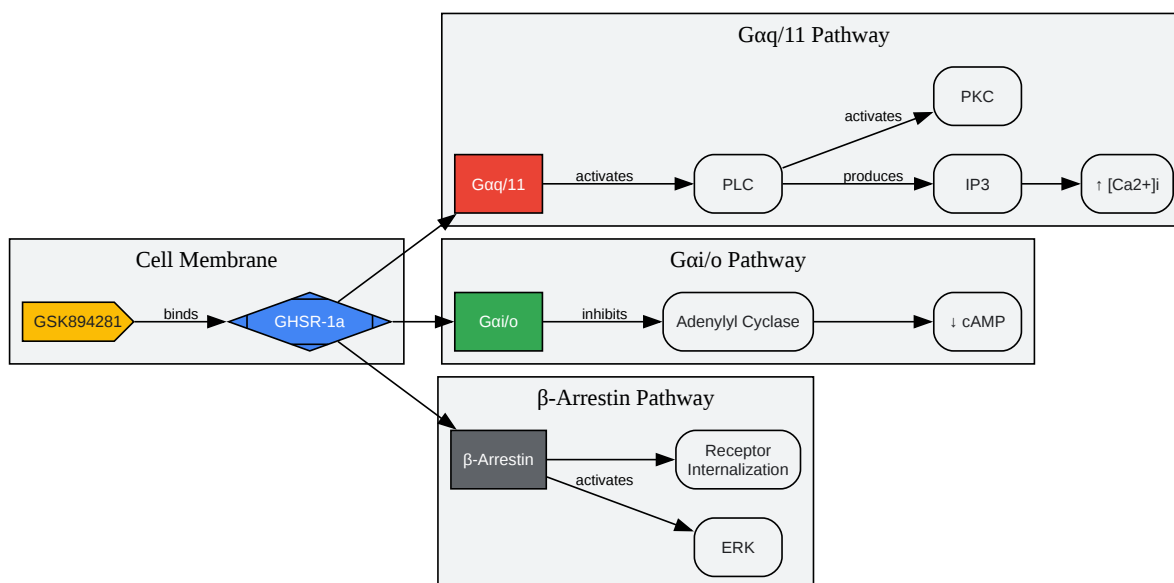 Gαq/11 Pathway
PKC
activates
Gαq/11
activates
PLC
produces
IP3
↑ [Ca2+]i
Cell Membrane
GSK894281
binds
GHSR-1a
Gαi/o Pathway
Gαi/o
inhibits
Adenylyl Cyclase
↓ cAMP
β-Arrestin Pathway
β-Arrestin
Receptor
Internalization
activates
ERK